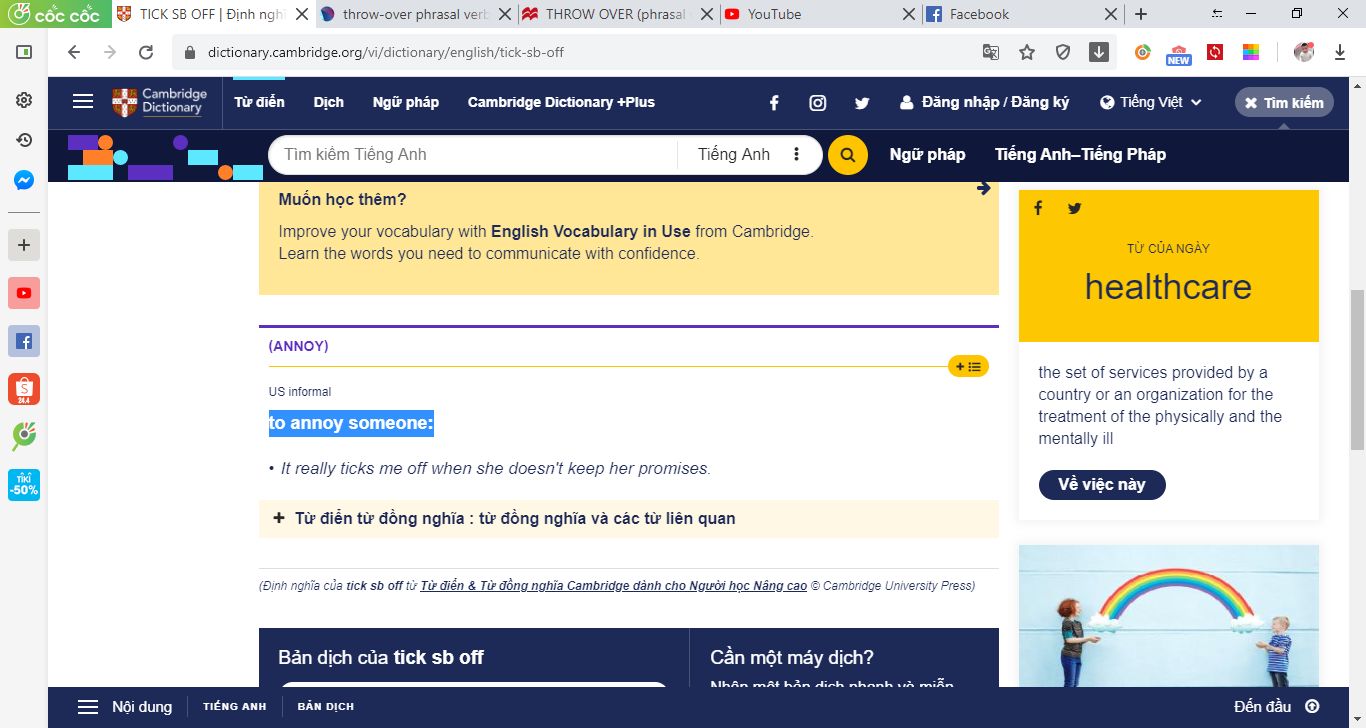 cốc cốc
TICK SB OFF | Định ngh
throw-over phrasal verb
THROW OVER (phrasal
YouTube
Facebook
dictionary.cambridge.org/vi/dictionary/english/tick-sb-off
NEW
Cambridge
Dictionary
Từ điển
Dịch
Ngữ pháp
Cambridge Dictionary +Plus
Đăng nhập / Đăng ký
Tiếng Việt
Tìm kiếm
Tìm kiếm Tiếng Anh
Tiếng Anh
Ngữ pháp
Tiếng Anh–Tiếng Pháp
Muốn học thêm?
Improve your vocabulary with English Vocabulary in Use from Cambridge.
Learn the words you need to communicate with confidence.
(ANNOY)
US informal
to annoy someone:
• It really ticks me off when she doesn't keep her promises.
+ Từ điển từ đồng nghĩa : từ đồng nghĩa và các từ liên quan
(Định nghĩa của tick sb off từ Từ điển & Từ đồng nghĩa Cambridge dành cho Người học Nâng cao © Cambridge University Press)
Bản dịch của tick sb off
Cần một máy dịch?
Nhận một bản dịch nhanh và miễn
TỪ CỦA NGÀY
healthcare
the set of services provided by a
country or an organization for the
treatment of the physically and the
mentally ill
Về việc này
S
24.4
TIKI
-50%
Nội dung
TIẾNG ANH
BẢN DỊCH
Đến đầu